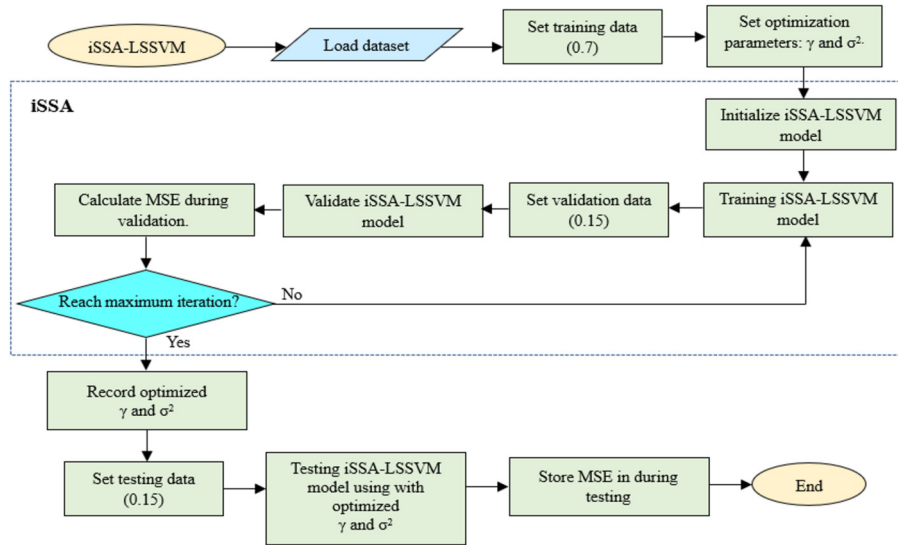 iSSA-LSSVM
Load dataset
Set training data
(0.7)
Set optimization
parameters: γ and σ².
iSSA
Initialize iSSA-LSSVM
model
Training iSSA-LSSVM
model
Set validation data
(0.15)
Validate iSSA-LSSVM
model
Calculate MSE during
validation.
Reach maximum iteration?
No
Yes
Record optimized
γ and σ²
Set testing data
(0.15)
Testing iSSA-LSSVM
model using with
optimized
γ and σ²
Store MSE in during
testing
End